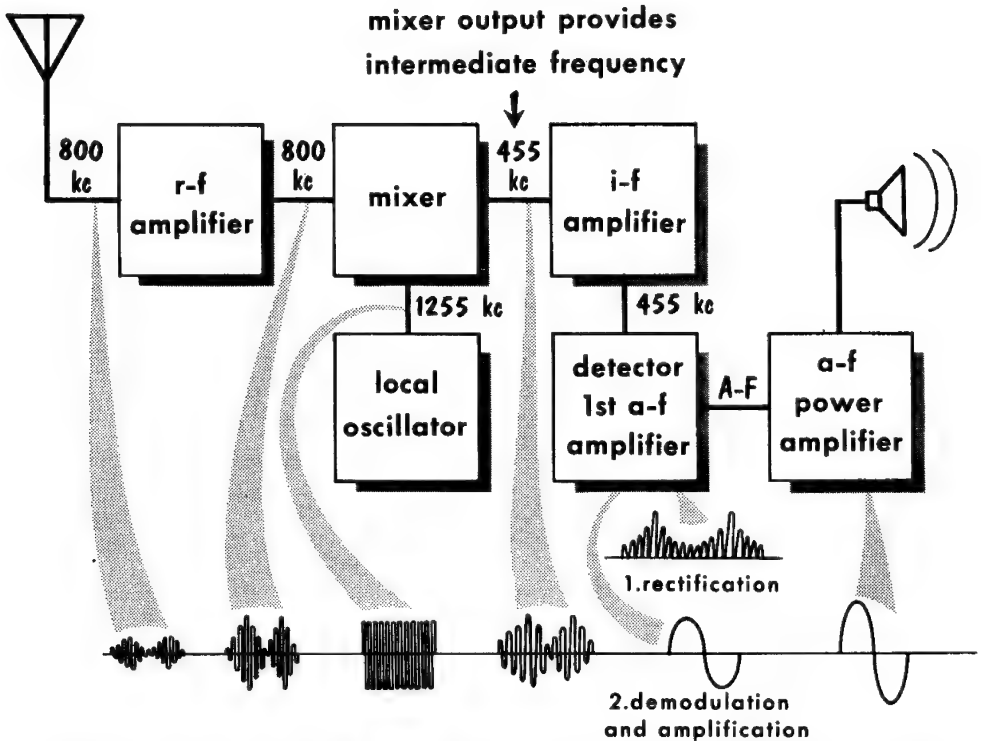 mixer output provides
intermediate frequency
800
kc
r-f
amplifier
800
kc
mixer
455
kc
i-f
amplifier
1255 kc
455 kc
local
oscillator
detector
1st a-f
amplifier
A-F
a-f
power
amplifier
1.rectification
2.demodulation
and amplification